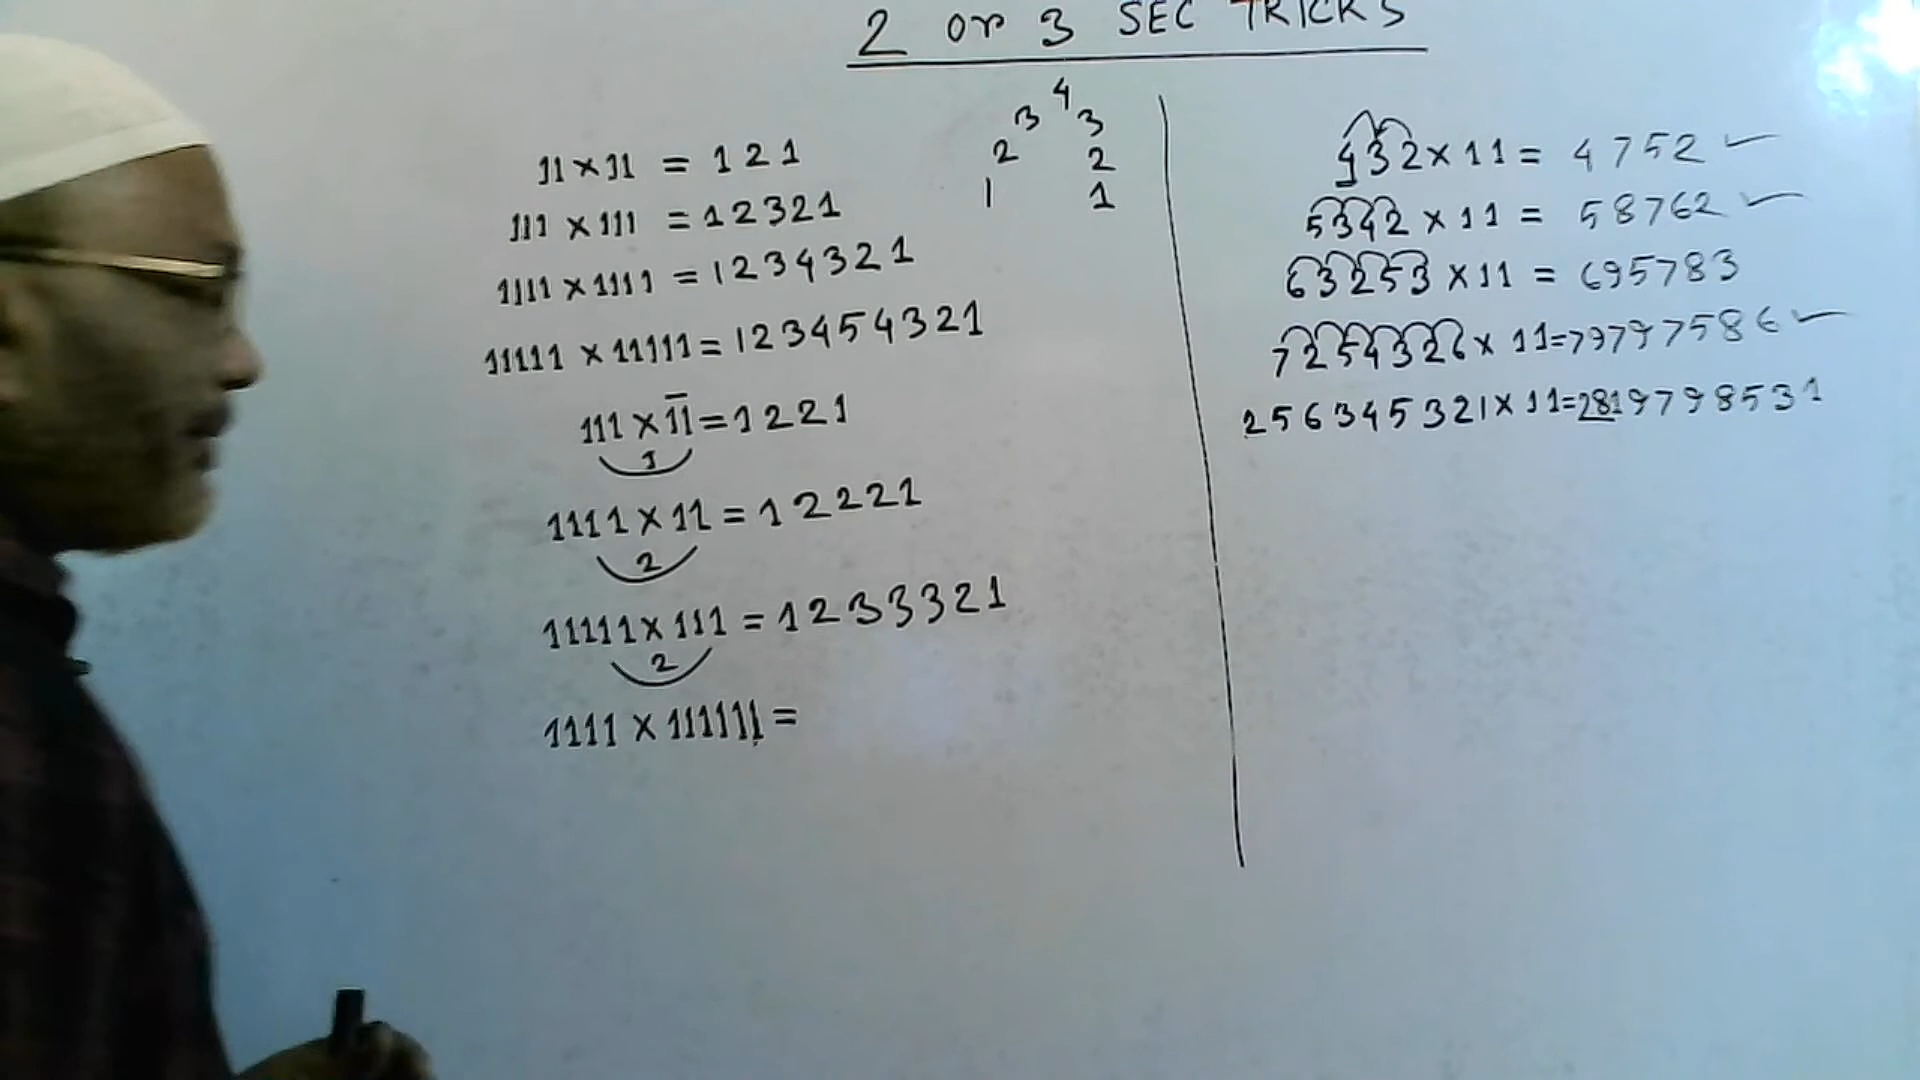 2 or 3 SEC TRICKS
4
3 3
2 2
1 1
11 × 11 = 121
111 × 111 = 12321
1111 × 1111 = 1234321
11111 × 11111 = 123454321
111 × 11 = 1221
1
1111 × 11 = 12221
2
11111 × 111 = 1233321
2
1111 × 111111 =
432 × 11 = 4752 ✓
5342 × 11 = 58762 ✓
63253 × 11 = 695783
7254326 × 11 = 79797586 ✓
256345321 × 11 = 2819798531